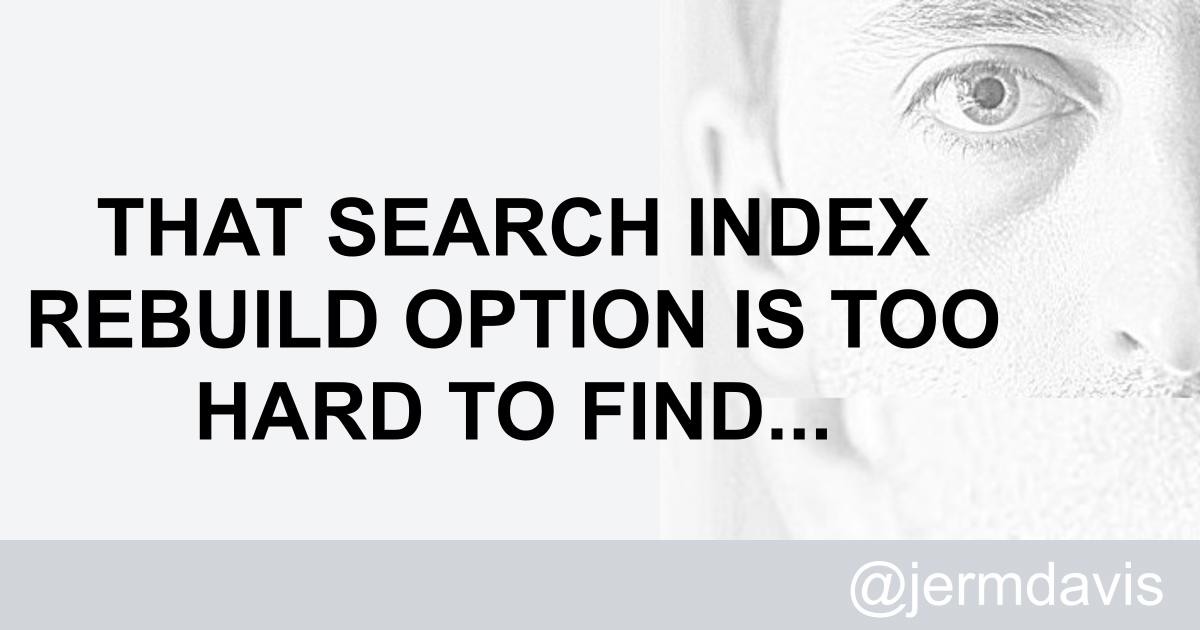 THAT SEARCH INDEX
REBUILD OPTION IS TOO
HARD TO FIND...
@jermdavis